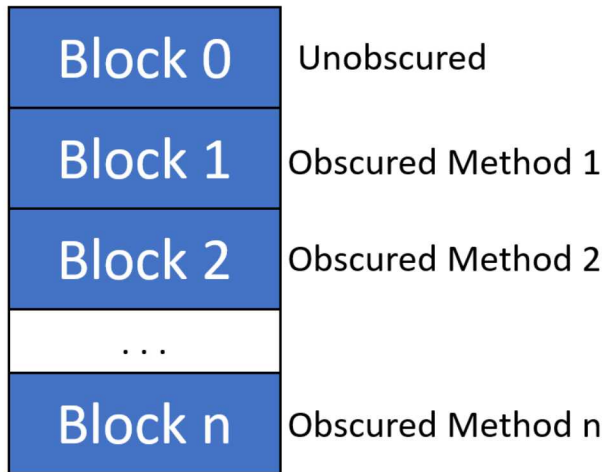 Block 0 Unobscured
Block 1 Obscured Method 1
Block 2 Obscured Method 2
. . .
Block n Obscured Method n